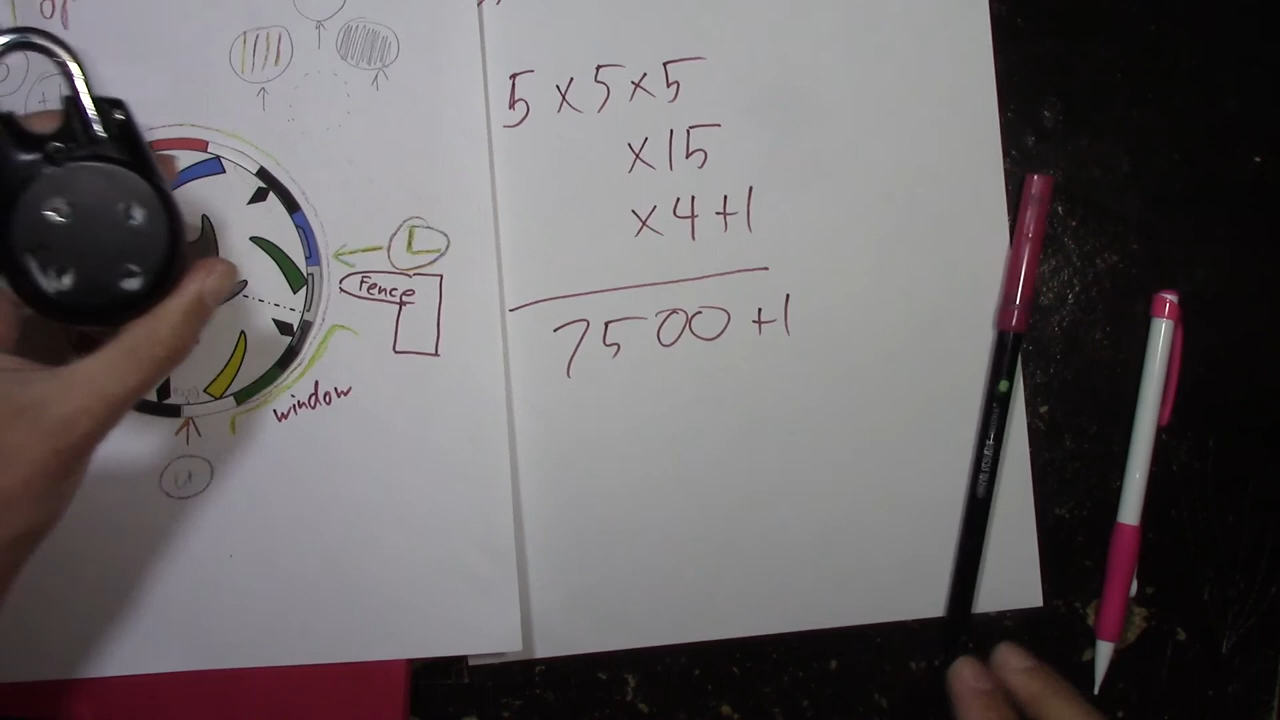 5 x 5 x 5
x 15
x 4 + 1
7500 + 1
L
Fence
window
u